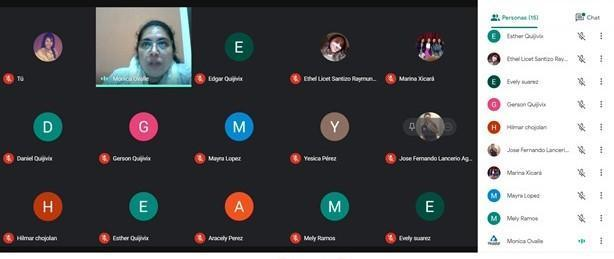 Personas (15)
Chat
Tú
Monica Ovalle
E
Edgar Quijivix
Ethel Licet Santizo Raymun...
Marina Xicará
D
Daniel Quijivix
G
Gerson Quijivix
M
Mayra Lopez
Y
Yesica Pérez
Jose Fernando Lancerio Ag...
H
Hilmar chojolan
E
Esther Quijivix
A
Aracely Perez
M
Mely Ramos
E
Evely suarez
E
Esther Quijivix
Ethel Licet Santizo Ray...
E
Evely suarez
G
Gerson Quijivix
H
Hilmar chojolan
Jose Fernando Lanceri...
Marina Xicará
M
Mayra Lopez
M
Mely Ramos
Monica Ovalle